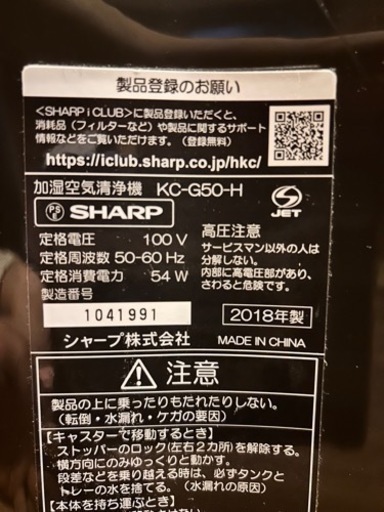 製品登録のお願い
<SHARP i CLUB>に製品登録いただくと、
消耗品(フィルターなど)や製品に関するサポート
情報などをご覧いただけます。(登録無料)
https://iclub.sharp.co.jp/hkc/
加湿空気清浄機 KC-G50-H
PSE SHARP
JET
定格電圧 100 V
定格周波数 50-60 Hz
定格消費電力 54 W
製造番号
1041991
シャープ株式会社
高圧注意
サービスマン以外の人は
分解しない。
内部に高電圧部があり、
さわると危険です。
2018年製
MADE IN CHINA
注意
製品の上に乗ったりもたれたりしない。
(転倒・水漏れ・ケガの要因)
【キャスターで移動するとき】
ストッパーのロック(左右2カ所)を解除する。
横方向にのみゆっくりと動かす。
段差などを乗り越える時は、必ずタンクと
トレーの水を捨てる。(水漏れの原因)
【本体を持ち運ぶとき】